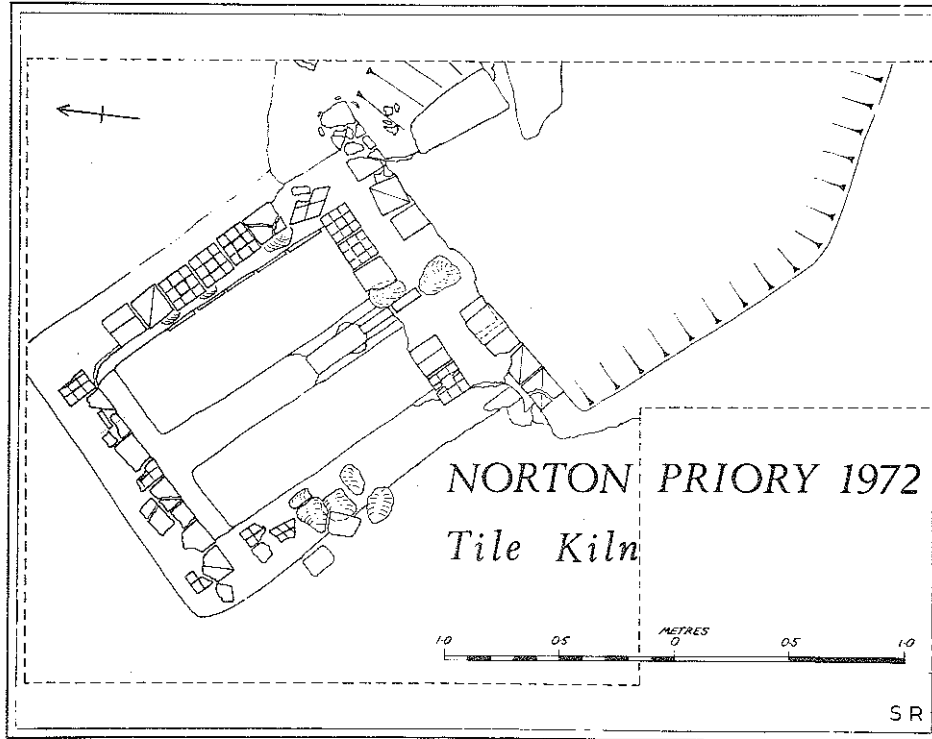 NORTON PRIORY 1972
Tile Kiln
METRES
1·0 0·5 0 0·5 1·0
S R